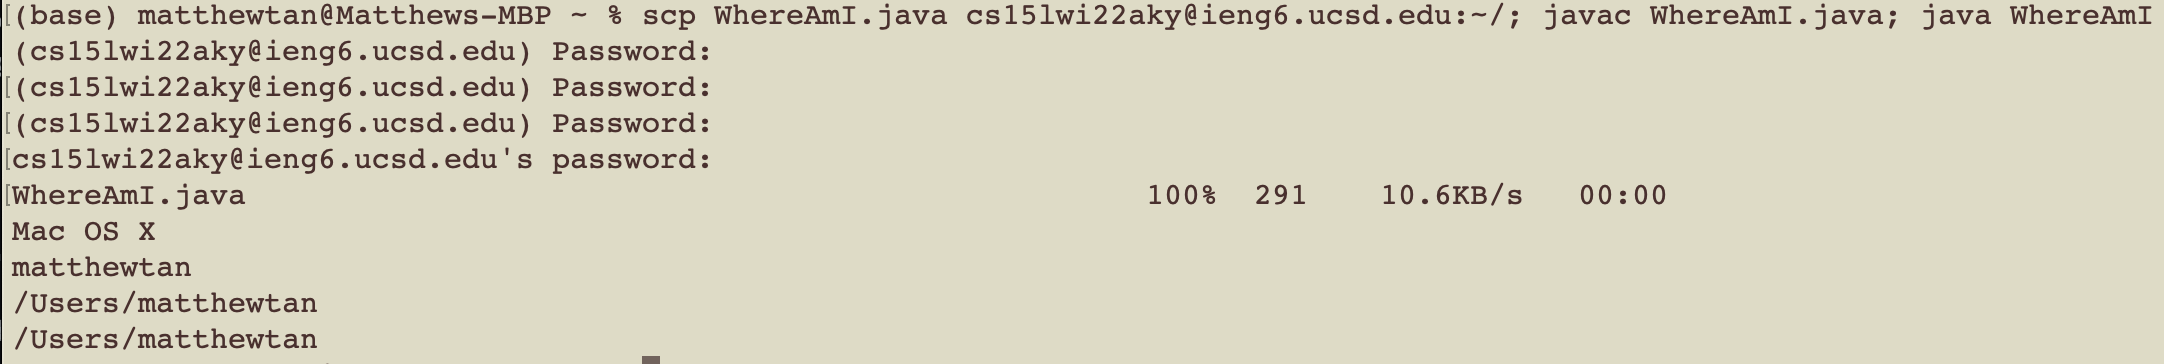 (base) matthewtan@Matthews-MBP ~ % scp WhereAmI.java cs15lwi22aky@ieng6.ucsd.edu:~/; javac WhereAmI.java; java WhereAmI
(cs15lwi22aky@ieng6.ucsd.edu) Password:
(cs15lwi22aky@ieng6.ucsd.edu) Password:
(cs15lwi22aky@ieng6.ucsd.edu) Password:
cs15lwi22aky@ieng6.ucsd.edu's password:
WhereAmI.java 100% 291 10.6KB/s 00:00
Mac OS X
matthewtan
/Users/matthewtan
/Users/matthewtan